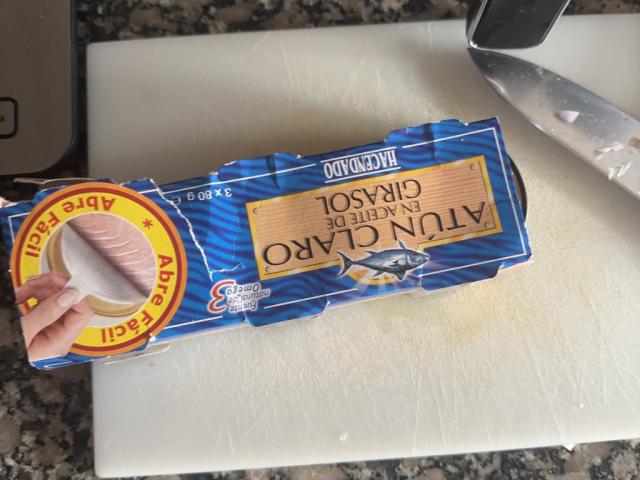 HACENDADO
3 x 80 g e
ATÚN CLARO
EN ACEITE DE
GIRASOL
Fuente
natural de
Omega
3
Abre Fácil
*
Abre Fácil